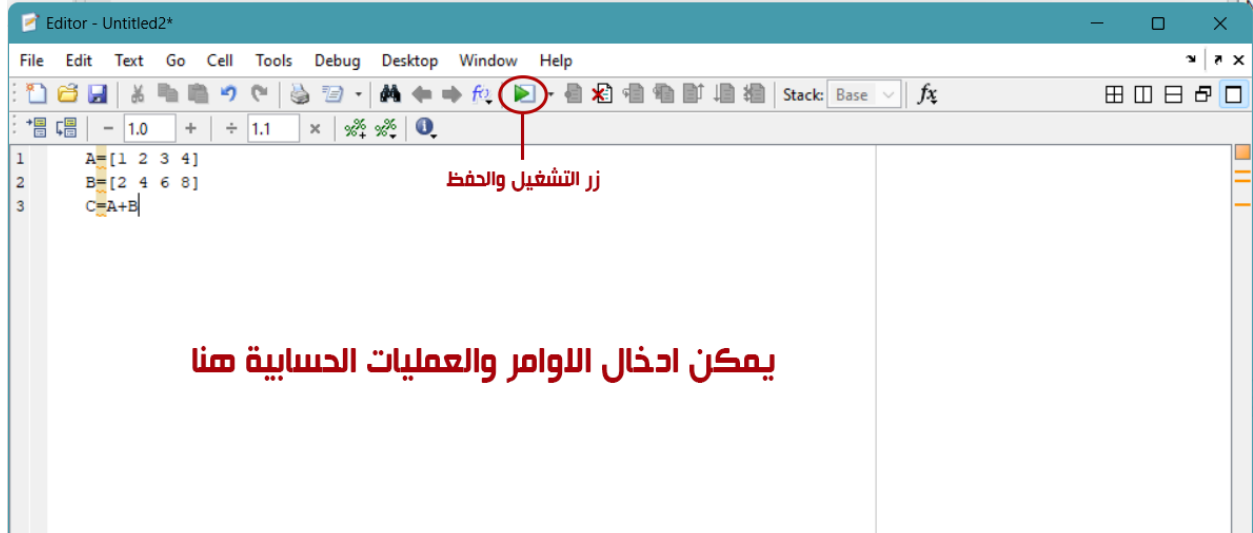 Editor - Untitled2*
File Edit Text Go Cell Tools Debug Desktop Window Help
Stack: Base fx
- 1.0 + ÷ 1.1 ×
1 A=[1 2 3 4]
2 B=[2 4 6 8]
3 C=A+B
زر التشغيل والحفظ
يمكن ادخال الاوامر والعمليات الحسابية هنا